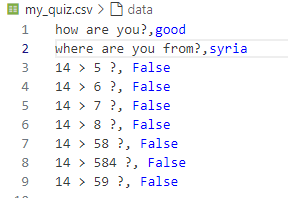 my_quiz.csv > data
1 how are you?,good
2 where are you from?,syria
3 14 > 5 ?, False
4 14 > 6 ?, False
5 14 > 7 ?, False
6 14 > 8 ?, False
7 14 > 58 ?, False
8 14 > 584 ?, False
9 14 > 59 ?, False